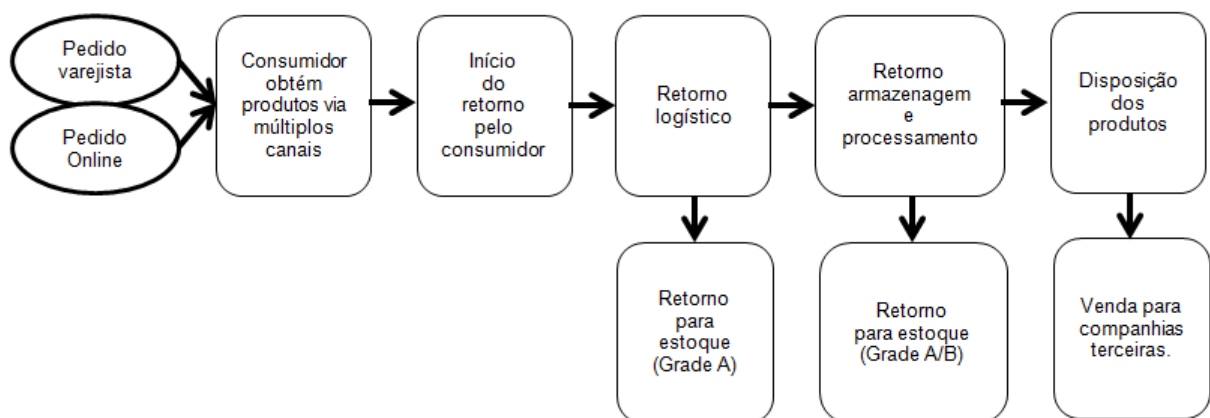 Pedido
varejista
Pedido
Online
Consumidor
obtém
produtos via
múltiplos
canais
Início
do
retorno
pelo
consumidor
Retorno
logístico
Retorno
armazenagem
e
processamento
Disposição
dos
produtos
Retorno
para
estoque
(Grade A)
Retorno
para estoque
(Grade A/B)
Venda para
companhias
terceiras.